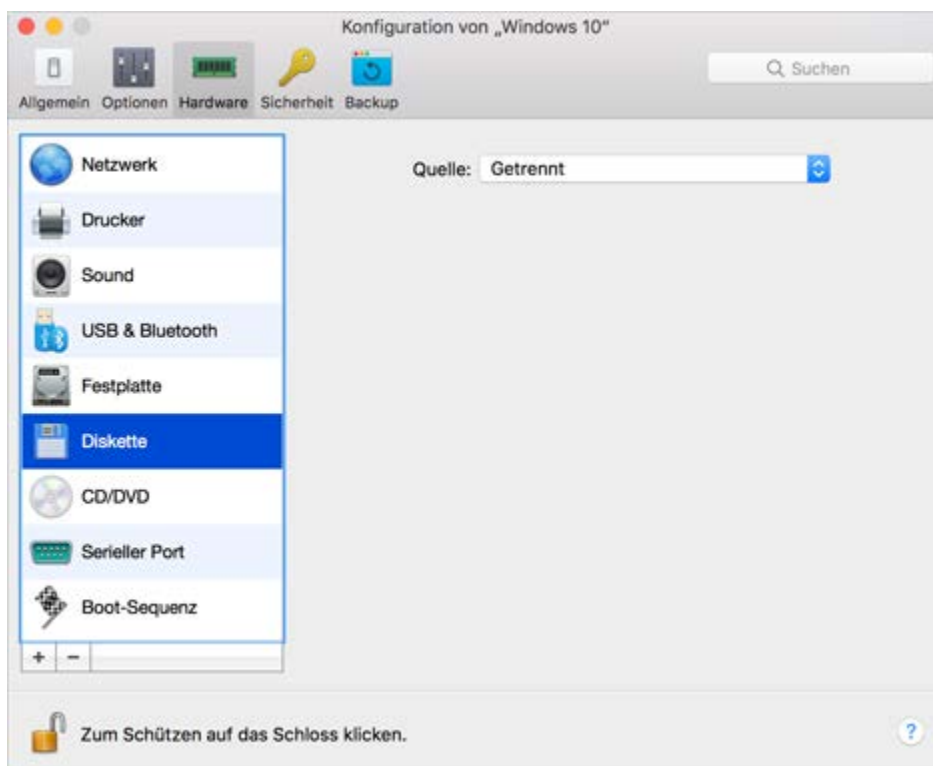 Konfiguration von „Windows 10“
Allgemein Optionen Hardware Sicherheit Backup
Suchen
Netzwerk
Drucker
Sound
USB & Bluetooth
Festplatte
Diskette
CD/DVD
Serieller Port
Boot-Sequenz
+ −
Quelle: Getrennt
Zum Schützen auf das Schloss klicken.
?